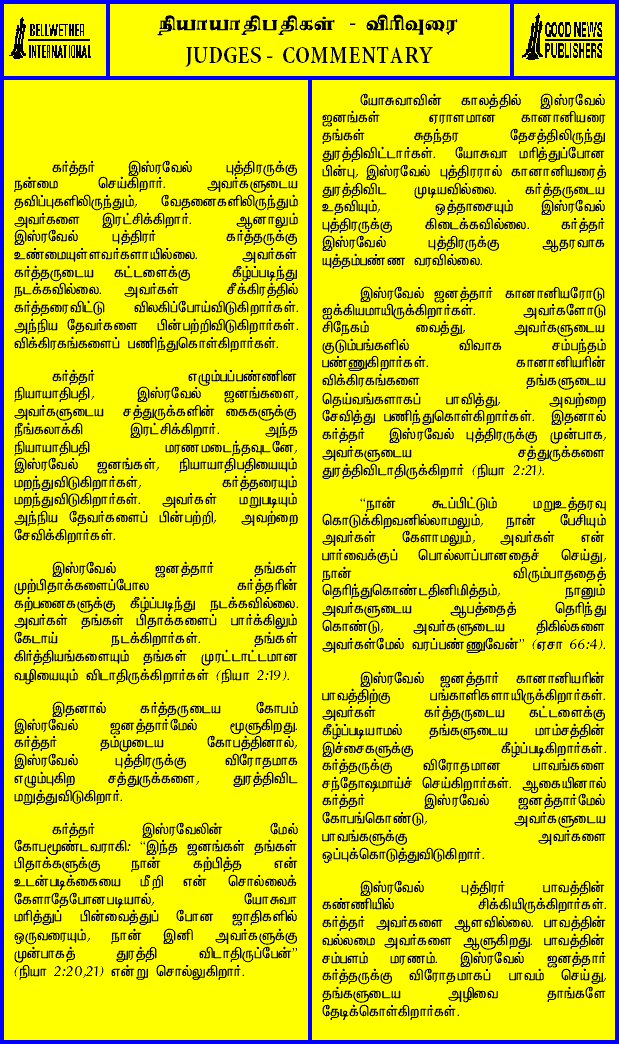 BELLWETHER
INTERNATIONAL
நியாயாதிபதிகள் - விரிவுரை
JUDGES - COMMENTARY
GOOD NEWS
PUBLISHERS
கர்த்தர் இஸ்ரவேல் புத்திரருக்கு
நன்மை செய்கிறார். அவர்களுடைய
தவிப்புகளிலிருந்தும், வேதனைகளிலிருந்தும்
அவர்களை இரட்சிக்கிறார். ஆனாலும்
இஸ்ரவேல் புத்திரர் கர்த்தருக்கு
உண்மையுள்ளவர்களாயில்லை. அவர்கள்
கர்த்தருடைய கட்டளைக்கு கீழ்ப்படிந்து
நடக்கவில்லை. அவர்கள் சீக்கிரத்தில்
கர்த்தரைவிட்டு விலகிப்போய்விடுகிறார்கள்.
அந்நிய தேவர்களை பின்பற்றிவிடுகிறார்கள்.
விக்கிரகங்களைப் பணிந்துகொள்கிறார்கள்.
கர்த்தர் எழும்பப்பண்ணின
நியாயாதிபதி, இஸ்ரவேல் ஜனங்களை,
அவர்களுடைய சத்துருக்களின் கைகளுக்கு
நீங்கலாக்கி இரட்சிக்கிறார். அந்த
நியாயாதிபதி மரணமடைந்தவுடனே,
இஸ்ரவேல் ஜனங்கள், நியாயாதிபதியையும்
மறந்துவிடுகிறார்கள், கர்த்தரையும்
மறந்துவிடுகிறார்கள். அவர்கள் மறுபடியும்
அந்நிய தேவர்களைப் பின்பற்றி, அவற்றை
சேவிக்கிறார்கள்.
இஸ்ரவேல் ஜனத்தார் தங்கள்
முற்பிதாக்களைப்போல கர்த்தரின்
கற்பனைகளுக்கு கீழ்ப்படிந்து நடக்கவில்லை.
அவர்கள் தங்கள் பிதாக்களைப் பார்க்கிலும்
கேடாய் நடக்கிறார்கள். தங்கள்
கிர்த்தியங்களையும் தங்கள் முரட்டாட்டமான
வழியையும் விடாதிருக்கிறார்கள் (நியா 2:19).
இதனால் கர்த்தருடைய கோபம்
இஸ்ரவேல் ஜனத்தார்மேல் மூளுகிறது.
கர்த்தர் தம்முடைய கோபத்தினால்,
இஸ்ரவேல் புத்திரருக்கு விரோதமாக
எழும்புகிற சத்துருக்களை, துரத்திவிட
மறுத்துவிடுகிறார்.
கர்த்தர் இஸ்ரவேலின் மேல்
கோபமூண்டவராகி: “இந்த ஜனங்கள் தங்கள்
பிதாக்களுக்கு நான் கற்பித்த என்
உடன்படிக்கையை மீறி என் சொல்லைக்
கேளாதேபோனபடியால், யோசுவா
மரித்துப் பின்வைத்துப் போன ஜாதிகளில்
ஒருவரையும், நான் இனி அவர்களுக்கு
முன்பாகத் துரத்தி விடாதிருப்பேன்”
(நியா 2:20,21) என்று சொல்லுகிறார்.
யோசுவாவின் காலத்தில் இஸ்ரவேல்
ஜனங்கள் ஏராளமான கானானியரை
தங்கள் சுதந்தர தேசத்திலிருந்து
துரத்திவிட்டார்கள். யோசுவா மரித்துப்போன
பின்பு, இஸ்ரவேல் புத்திரரால் கானானியரைத்
துரத்திவிட முடியவில்லை. கர்த்தருடைய
உதவியும், ஒத்தாசையும் இஸ்ரவேல்
புத்திரருக்கு கிடைக்கவில்லை. கர்த்தர்
இஸ்ரவேல் புத்திரருக்கு ஆதரவாக
யுத்தம்பண்ண வரவில்லை.
இஸ்ரவேல் ஜனத்தார் கானானியரோடு
ஐக்கியமாயிருக்கிறார்கள். அவர்களோடு
சிநேகம் வைத்து, அவர்களுடைய
குடும்பங்களில் விவாக சம்பந்தம்
பண்ணுகிறார்கள். கானானியரின்
விக்கிரகங்களை தங்களுடைய
தெய்வங்களாகப் பாவித்து, அவற்றை
சேவித்து பணிந்துகொள்கிறார்கள். இதனால்
கர்த்தர் இஸ்ரவேல் புத்திரருக்கு முன்பாக,
அவர்களுடைய சத்துருக்களை
துரத்திவிடாதிருக்கிறார் (நியா 2:21).
“நான் கூப்பிட்டும் மறுஉத்தரவு
கொடுக்கிறவனில்லாமலும், நான் பேசியும்
அவர்கள் கேளாமலும், அவர்கள் என்
பார்வைக்குப் பொல்லாப்பானதைச் செய்து,
நான் விரும்பாததைத்
தெரிந்துகொண்டதினிமித்தம், நானும்
அவர்களுடைய ஆபத்தைத் தெரிந்து
கொண்டு, அவர்களுடைய திகில்களை
அவர்கள்மேல் வரப்பண்ணுவேன்” (ஏசா 66:4).
இஸ்ரவேல் ஜனத்தார் கானானியரின்
பாவத்திற்கு பங்காளிகளாயிருக்கிறார்கள்.
அவர்கள் கர்த்தருடைய கட்டளைக்கு
கீழ்ப்படியாமல் தங்களுடைய மாம்சத்தின்
இச்சைகளுக்கு கீழ்ப்படிகிறார்கள்.
கர்த்தருக்கு விரோதமான பாவங்களை
சந்தோஷமாய்ச் செய்கிறார்கள். ஆகையினால்
கர்த்தர் இஸ்ரவேல் ஜனத்தார்மேல்
கோபங்கொண்டு, அவர்களுடைய
பாவங்களுக்கு அவர்களை
ஒப்புக்கொடுத்துவிடுகிறார்.
இஸ்ரவேல் புத்திரர் பாவத்தின்
கண்ணியில் சிக்கியிருக்கிறார்கள்.
கர்த்தர் அவர்களை ஆளவில்லை. பாவத்தின்
வல்லமை அவர்களை ஆளுகிறது. பாவத்தின்
சம்பளம் மரணம். இஸ்ரவேல் ஜனத்தார்
கர்த்தருக்கு விரோதமாகப் பாவம் செய்து,
தங்களுடைய அழிவை தாங்களே
தேடிக்கொள்கிறார்கள்.